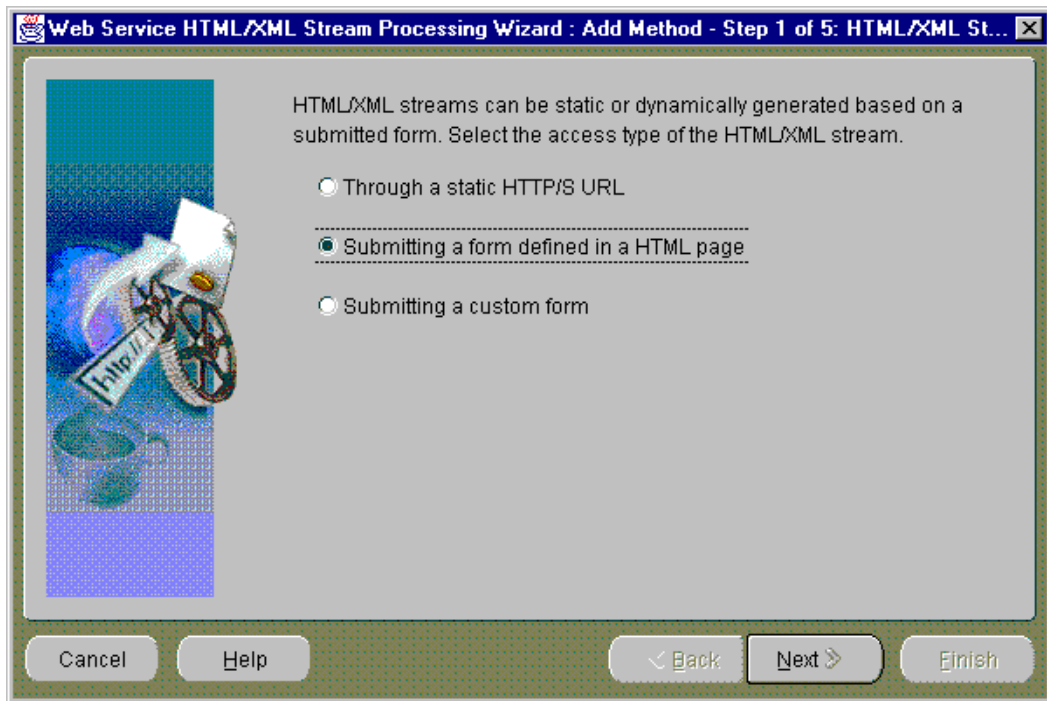 Web Service HTML/XML Stream Processing Wizard : Add Method - Step 1 of 5: HTML/XML St...
HTML/XML streams can be static or dynamically generated based on a
submitted form. Select the access type of the HTML/XML stream.
Through a static HTTP/S URL
Submitting a form defined in a HTML page
Submitting a custom form
http://
Cancel Help Back Next Finish